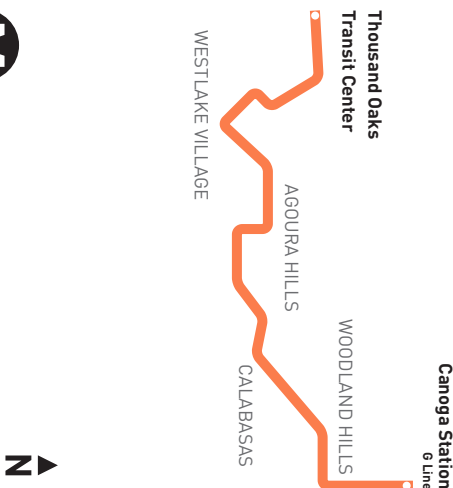 Thousand Oaks
Transit Center
WESTLAKE VILLAGE
AGOURA HILLS
CALABASAS
WOODLAND HILLS
Canoga Station
G Line
N